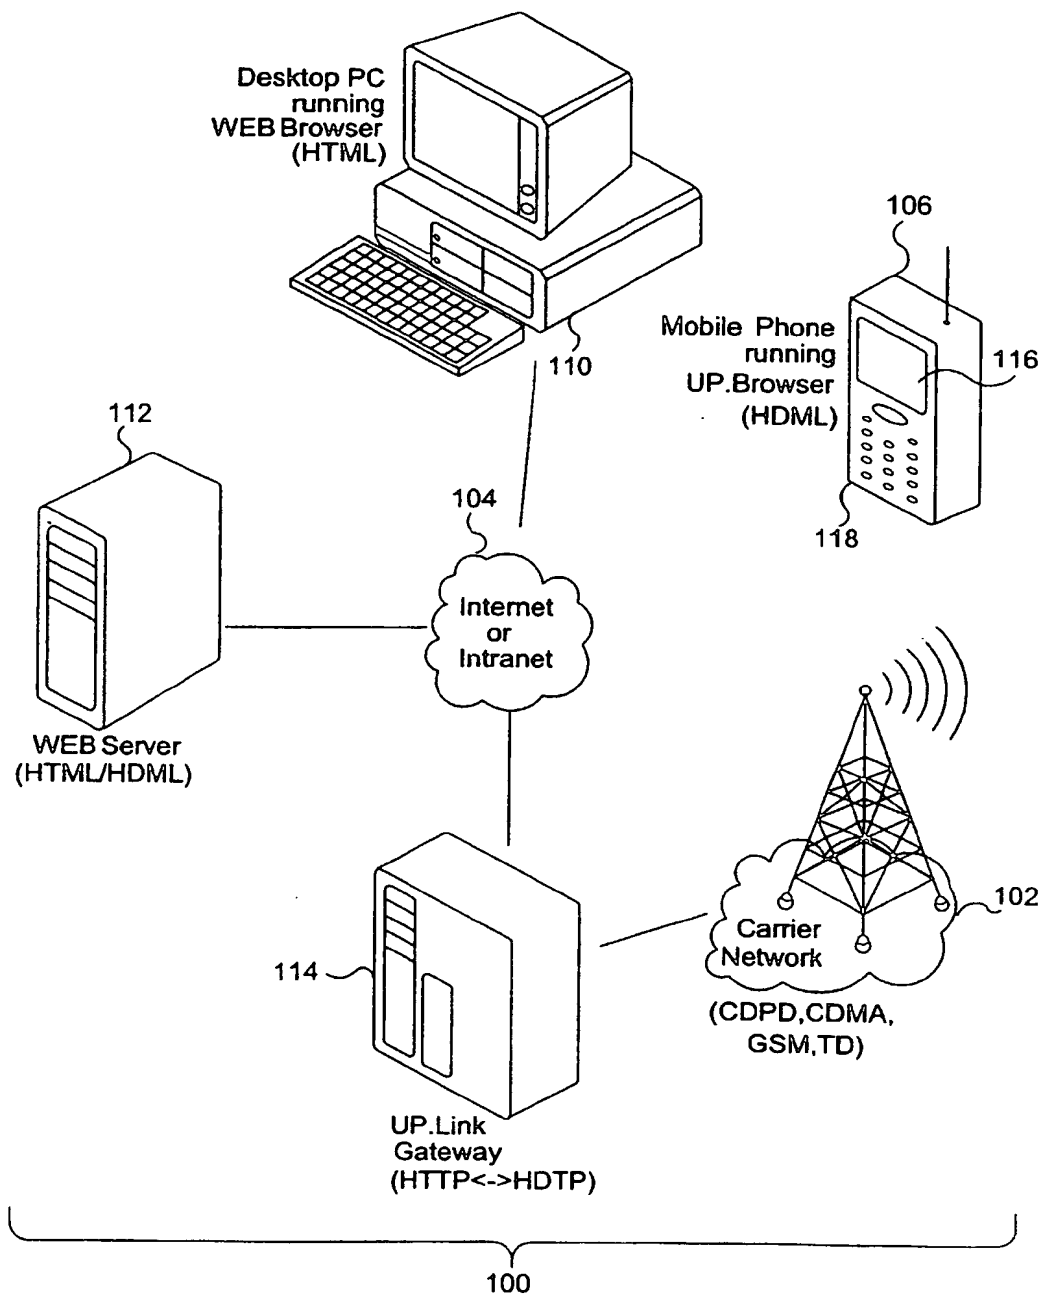 Desktop PC
running
WEB Browser
(HTML)
110
106
Mobile Phone
running
UP.Browser
(HDML)
116
118
112
WEB Server
(HTML/HDML)
104
Internet
or
Intranet
102
Carrier
Network
(CDPD,CDMA,
GSM,TD)
114
UP.Link
Gateway
(HTTP<->HDTP)
100